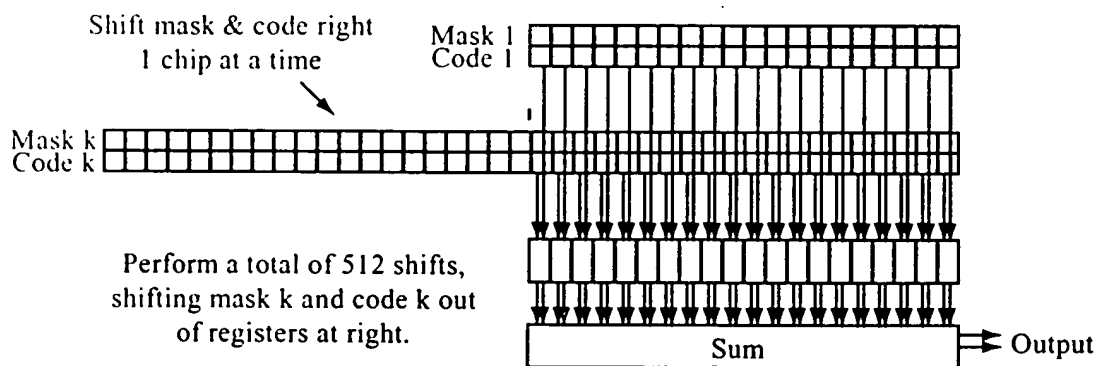 Shift mask & code right
1 chip at a time
Mask 1
Code 1
Mask k
Code k
Perform a total of 512 shifts,
shifting mask k and code k out
of registers at right.
Sum
Output